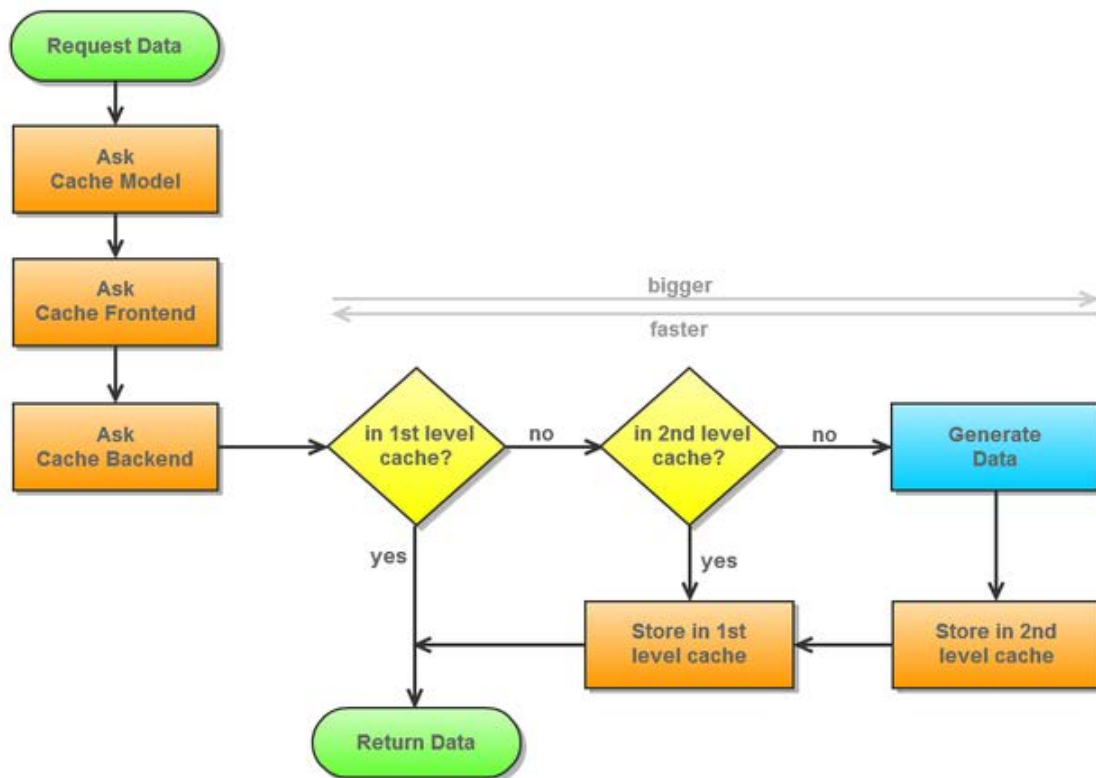 Request Data
Ask
Cache Model
Ask
Cache Frontend
bigger
faster
Ask
Cache Backend
in 1st level
cache?
no
in 2nd level
cache?
no
Generate
Data
yes
yes
Store in 1st
level cache
Store in 2nd
level cache
Return Data